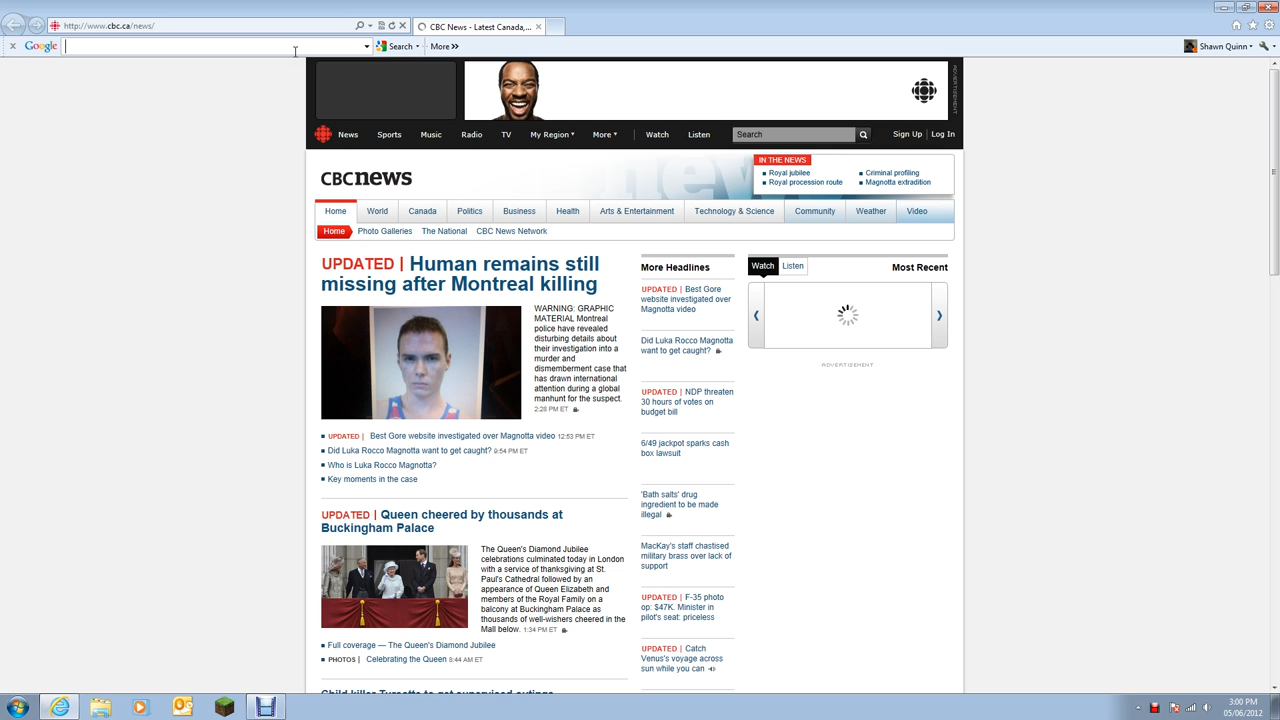 http://www.cbc.ca/news/
CBC News - Latest Canada,...
Google
Search
More »
Shawn Quinn
ADVERTISEMENT
News Sports Music Radio TV My Region More Watch Listen Search Sign Up Log In
CBCnews
IN THE NEWS
Royal jubilee
Royal procession route
Criminal profiling
Magnotta extradition
Home World Canada Politics Business Health Arts & Entertainment Technology & Science Community Weather Video
Home Photo Galleries The National CBC News Network
UPDATED | Human remains still
missing after Montreal killing
WARNING: GRAPHIC
MATERIAL Montreal
police have revealed
disturbing details about
their investigation into a
murder and
dismemberment case that
has drawn international
attention during a global
manhunt for the suspect.
2:28 PM ET
UPDATED | Best Gore website investigated over Magnotta video 12:53 PM ET
Did Luka Rocco Magnotta want to get caught? 9:54 PM ET
Who is Luka Rocco Magnotta?
Key moments in the case
UPDATED | Queen cheered by thousands at
Buckingham Palace
The Queen's Diamond Jubilee
celebrations culminated today in London
with a service of thanksgiving at St.
Paul's Cathedral followed by an
appearance of Queen Elizabeth and
members of the Royal Family on a
balcony at Buckingham Palace as
thousands of well-wishers cheered in the
Mall below. 1:34 PM ET
Full coverage — The Queen's Diamond Jubilee
PHOTOS | Celebrating the Queen 8:44 AM ET
Child killer Turcotte to get supervised outings
More Headlines
UPDATED | Best Gore
website investigated over
Magnotta video
Did Luka Rocco Magnotta
want to get caught?
UPDATED | NDP threaten
30 hours of votes on
budget bill
6/49 jackpot sparks cash
box lawsuit
'Bath salts' drug
ingredient to be made
illegal
MacKay's staff chastised
military brass over lack of
support
UPDATED | F-35 photo
op: $47K. Minister in
pilot's seat: priceless
UPDATED | Catch
Venus's voyage across
sun while you can
Watch Listen Most Recent
ADVERTISEMENT
3:00 PM
05/06/2012